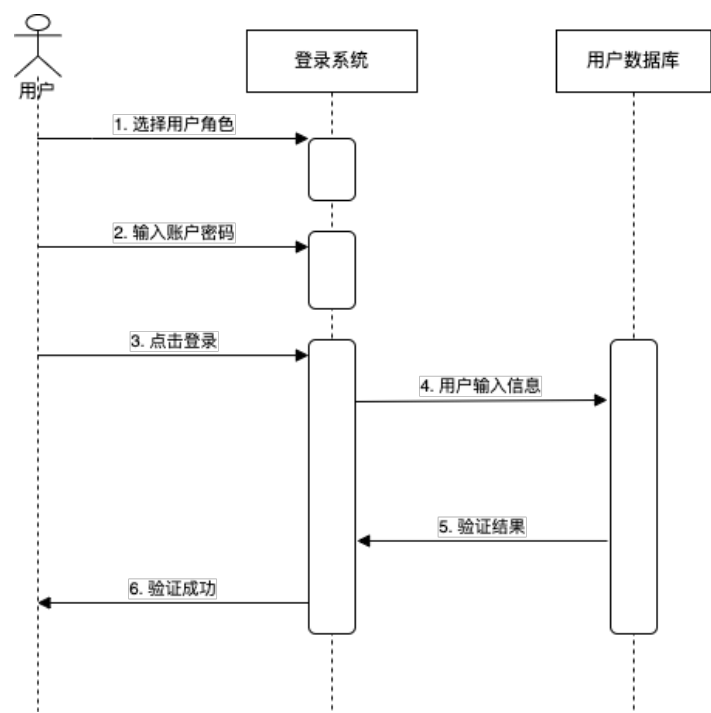 登录系统
用户数据库
用户
1. 选择用户角色
2. 输入账户密码
3. 点击登录
4. 用户输入信息
5. 验证结果
6. 验证成功